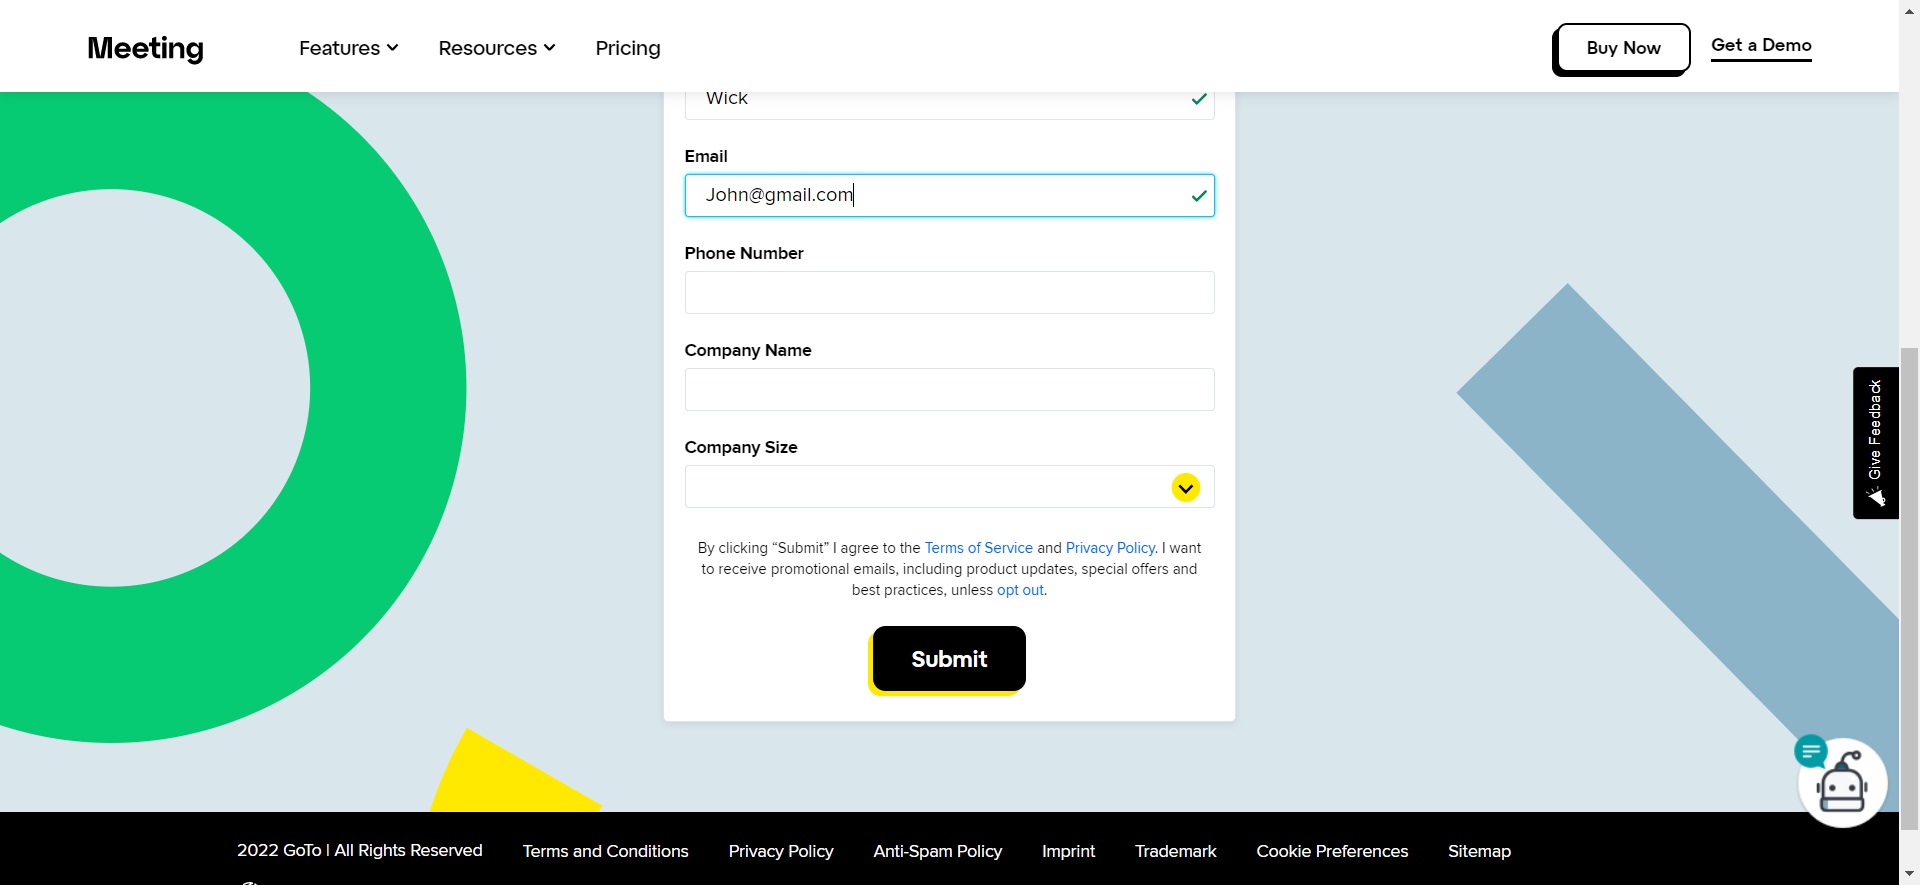 Meeting
Features
Resources
Pricing
Buy Now
Get a Demo
Wick
Email
John@gmail.com
Phone Number
Company Name
Company Size
By clicking “Submit” I agree to the Terms of Service and Privacy Policy. I want
to receive promotional emails, including product updates, special offers and
best practices, unless opt out.
Submit
Give Feedback
2022 GoTo | All Rights Reserved
Terms and Conditions
Privacy Policy
Anti-Spam Policy
Imprint
Trademark
Cookie Preferences
Sitemap